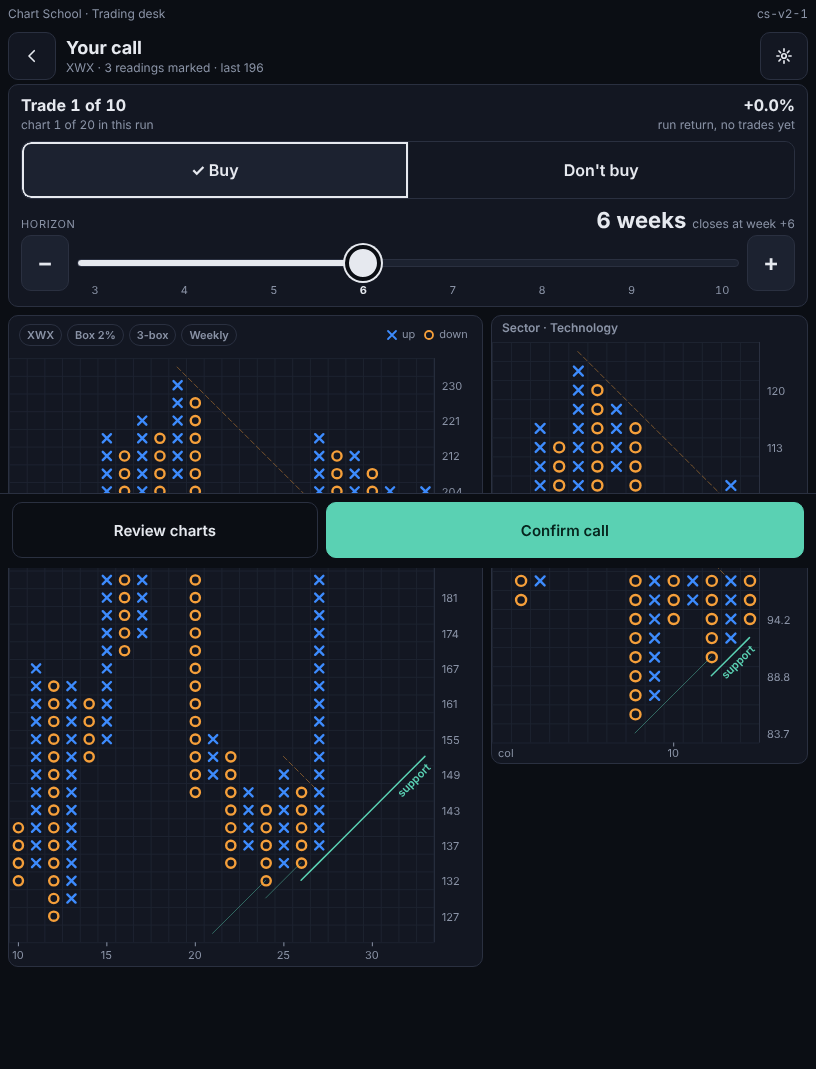 Chart School · Trading desk
cs-v2-1
Your call
XWX · 3 readings marked · last 196
Trade 1 of 10
+0.0%
chart 1 of 20 in this run
run return, no trades yet
✓ Buy
Don't buy
HORIZON
6 weeks closes at week +6
−
+
3 4 5 6 7 8 9 10
XWX Box 2% 3-box Weekly
up down
230
221
212
204
Sector · Technology
120
113
Review charts
Confirm call
181
174
167
161
155
149
143
137
132
127
support
10 15 20 25 30
94.2
88.8
83.7
support
col
10